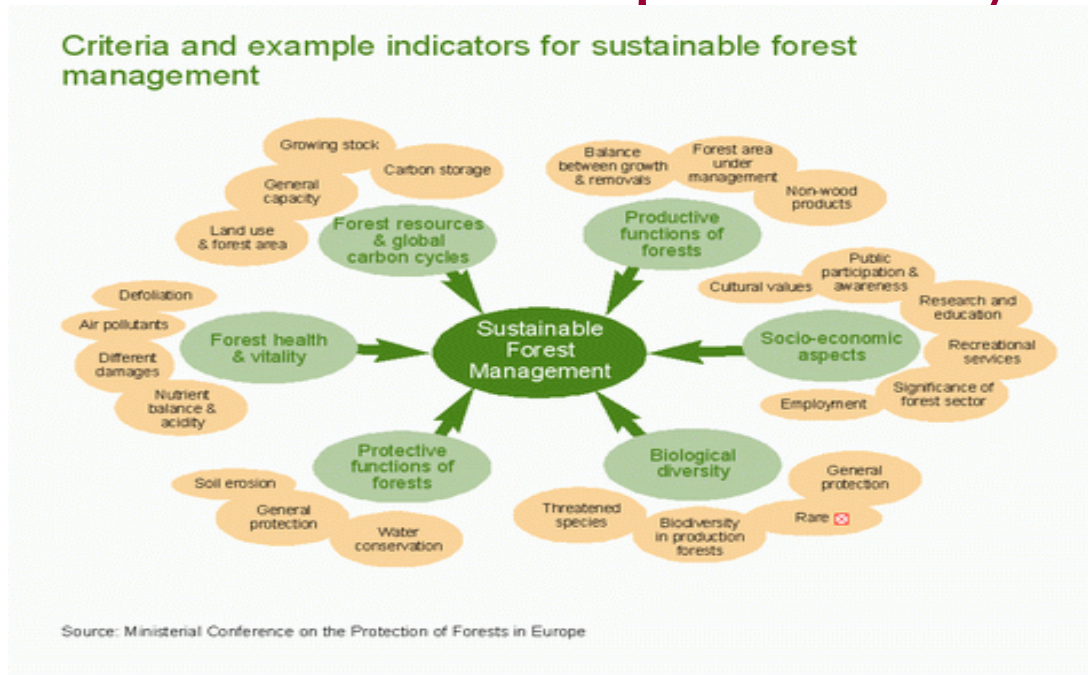 Criteria and example indicators for sustainable forest
management
Growing stock
Carbon storage
General
capacity
Land use
& forest area
Forest resources
& global
carbon cycles
Balance
between growth
& removals
Forest area
under
management
Non-wood
products
Productive
functions of
forests
Defoliation
Air pollutants
Different
damages
Nutrient
balance &
acidity
Forest health
& vitality
Sustainable
Forest
Management
Cultural values
Public
participation &
awareness
Research and
education
Recreational
services
Significance of
forest sector
Employment
Socio-economic
aspects
Protective
functions of
forests
Soil erosion
General
protection
Water
conservation
Biological
diversity
Threatened
species
Biodiversity
in production
forests
Rare
General
protection
Source: Ministerial Conference on the Protection of Forests in Europe